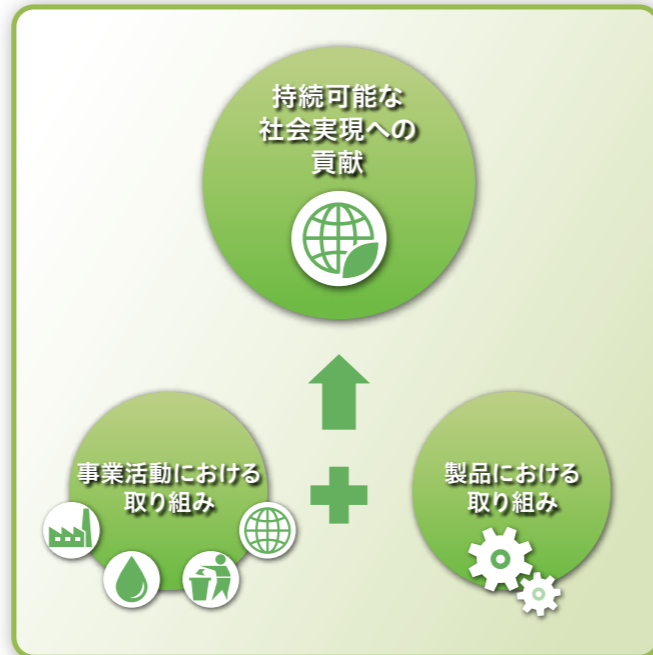 持続可能な
社会実現への
貢献
事業活動における
取り組み
製品における
取り組み